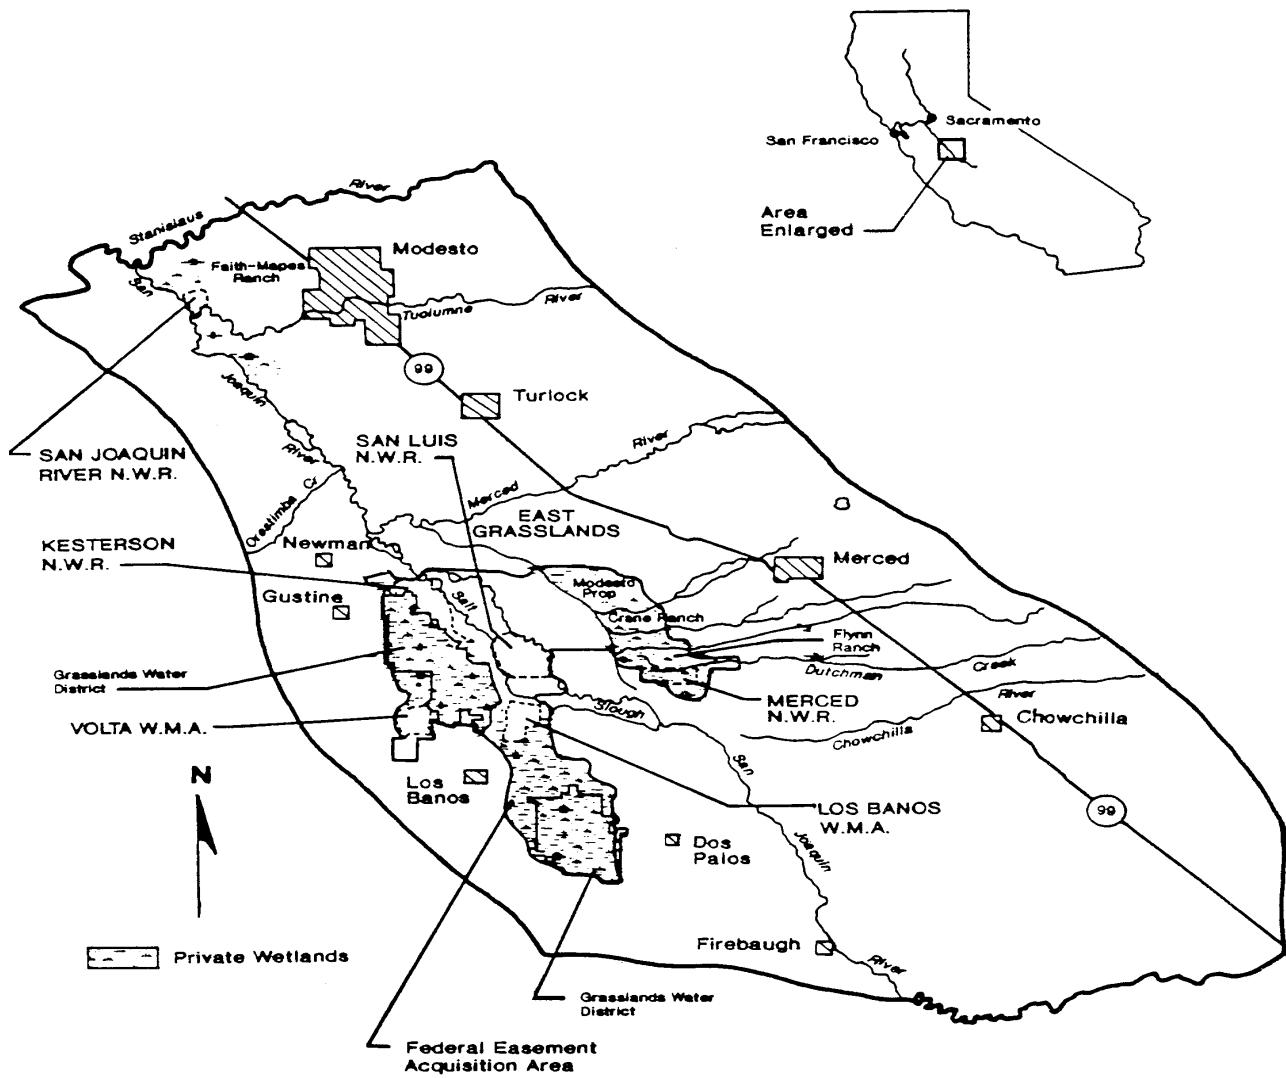 Sacramento
San Francisco
Area
Enlarged
Stanislaus
River
Modesto
Faith-Mapes
Ranch
San
Tuolumne
River
99
Joaquin
Turlock
SAN JOAQUIN
RIVER N.W.R.
SAN LUIS
N.W.R.
River
River
Merced
Orestimba Cr
EAST
GRASSLANDS
KESTERSON
N.W.R.
Newman
Merced
Gustine
Modesto
Prop
Salt
Crane Ranch
Flynn
Ranch
Grasslands Water
District
Dutchman
Creek
MERCED
N.W.R.
River
Slough
VOLTA W.M.A.
Chowchilla
Chowchilla
San
N
Los
Banos
LOS BANOS
W.M.A.
99
Dos
Palos
Joaquin
Firebaugh
River
Private Wetlands
Grasslands Water
District
Federal Easement
Acquisition Area